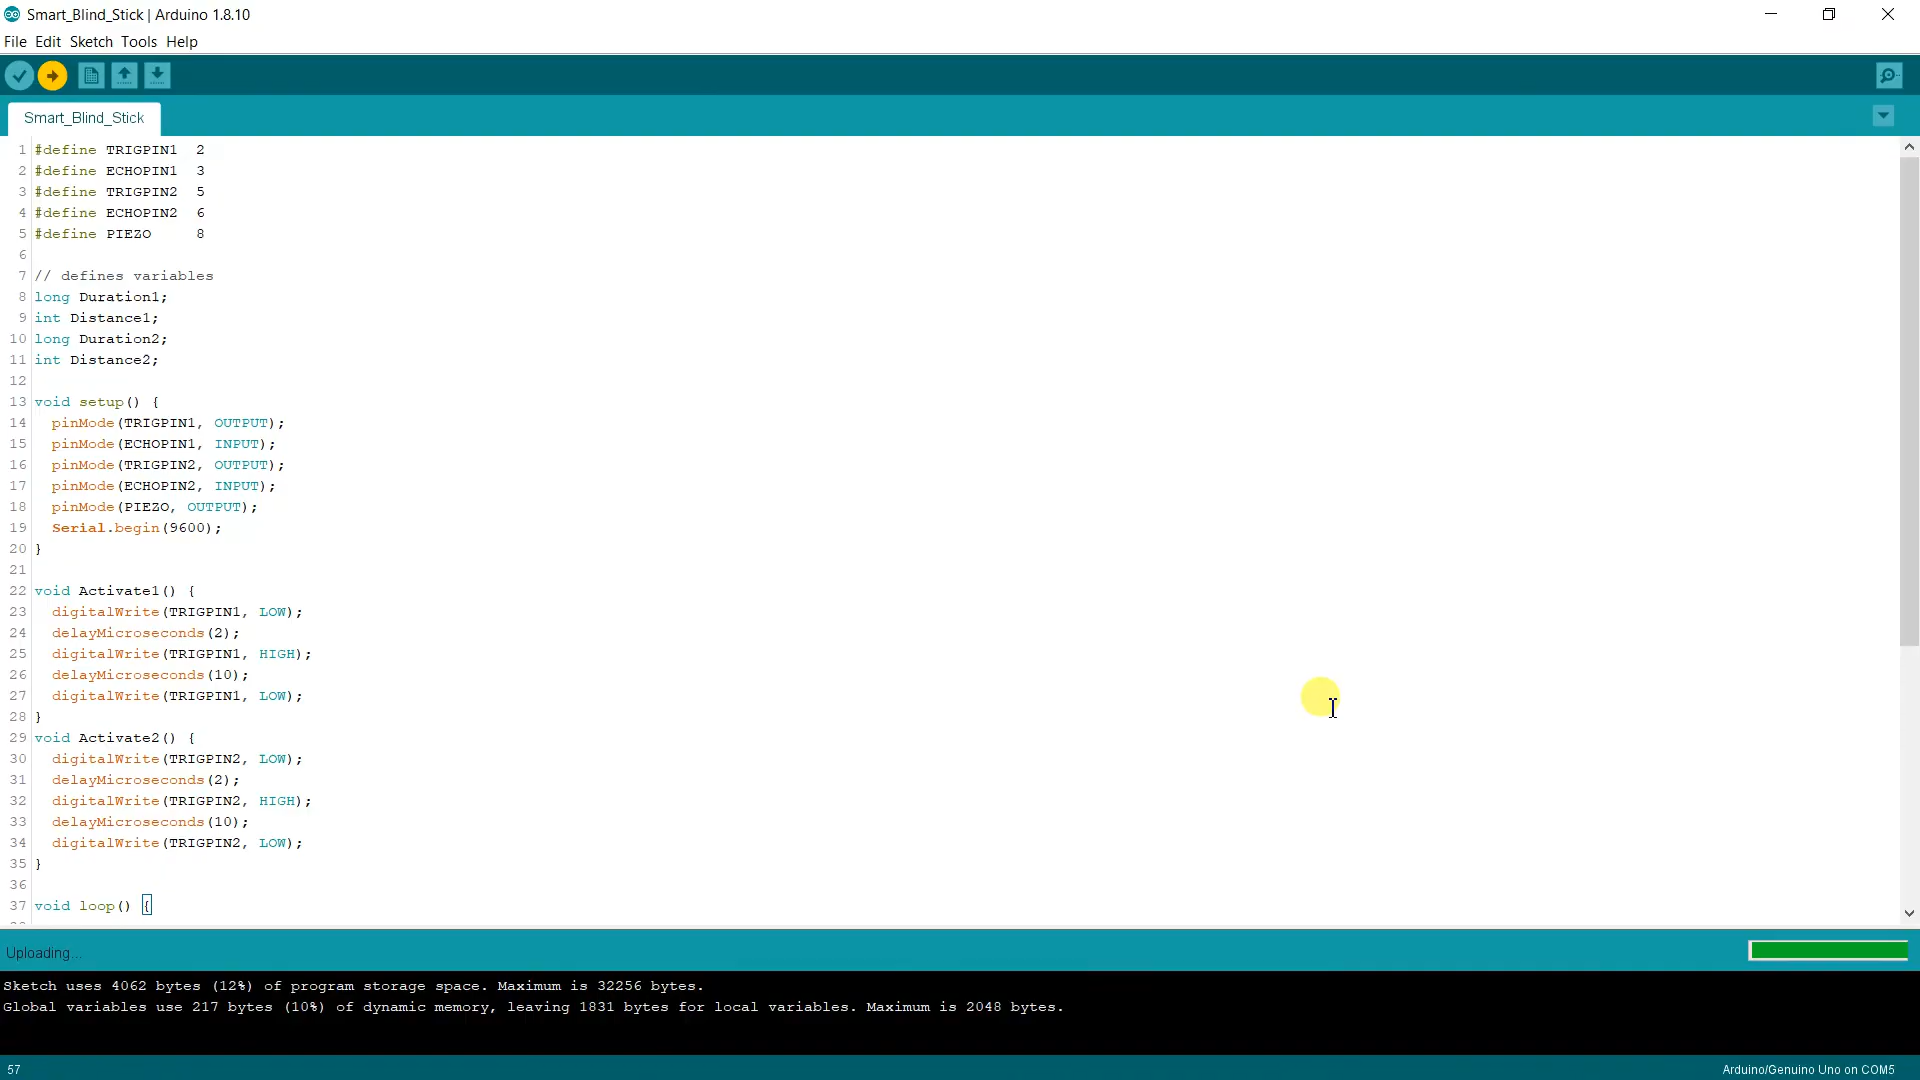 Smart_Blind_Stick | Arduino 1.8.10
File Edit Sketch Tools Help
Smart_Blind_Stick
1 #define TRIGPIN1 2
2 #define ECHOPIN1 3
3 #define TRIGPIN2 5
4 #define ECHOPIN2 6
5 #define PIEZO 8
6
7 // defines variables
8 long Duration1;
9 int Distance1;
10 long Duration2;
11 int Distance2;
12
13 void setup() {
14 pinMode(TRIGPIN1, OUTPUT);
15 pinMode(ECHOPIN1, INPUT);
16 pinMode(TRIGPIN2, OUTPUT);
17 pinMode(ECHOPIN2, INPUT);
18 pinMode(PIEZO, OUTPUT);
19 Serial.begin(9600);
20 }
21
22 void Activate1() {
23 digitalWrite(TRIGPIN1, LOW);
24 delayMicroseconds(2);
25 digitalWrite(TRIGPIN1, HIGH);
26 delayMicroseconds(10);
27 digitalWrite(TRIGPIN1, LOW);
28 }
29 void Activate2() {
30 digitalWrite(TRIGPIN2, LOW);
31 delayMicroseconds(2);
32 digitalWrite(TRIGPIN2, HIGH);
33 delayMicroseconds(10);
34 digitalWrite(TRIGPIN2, LOW);
35 }
36
37 void loop() {
Uploading...
Sketch uses 4062 bytes (12%) of program storage space. Maximum is 32256 bytes.
Global variables use 217 bytes (10%) of dynamic memory, leaving 1831 bytes for local variables. Maximum is 2048 bytes.
57
Arduino/Genuino Uno on COM5